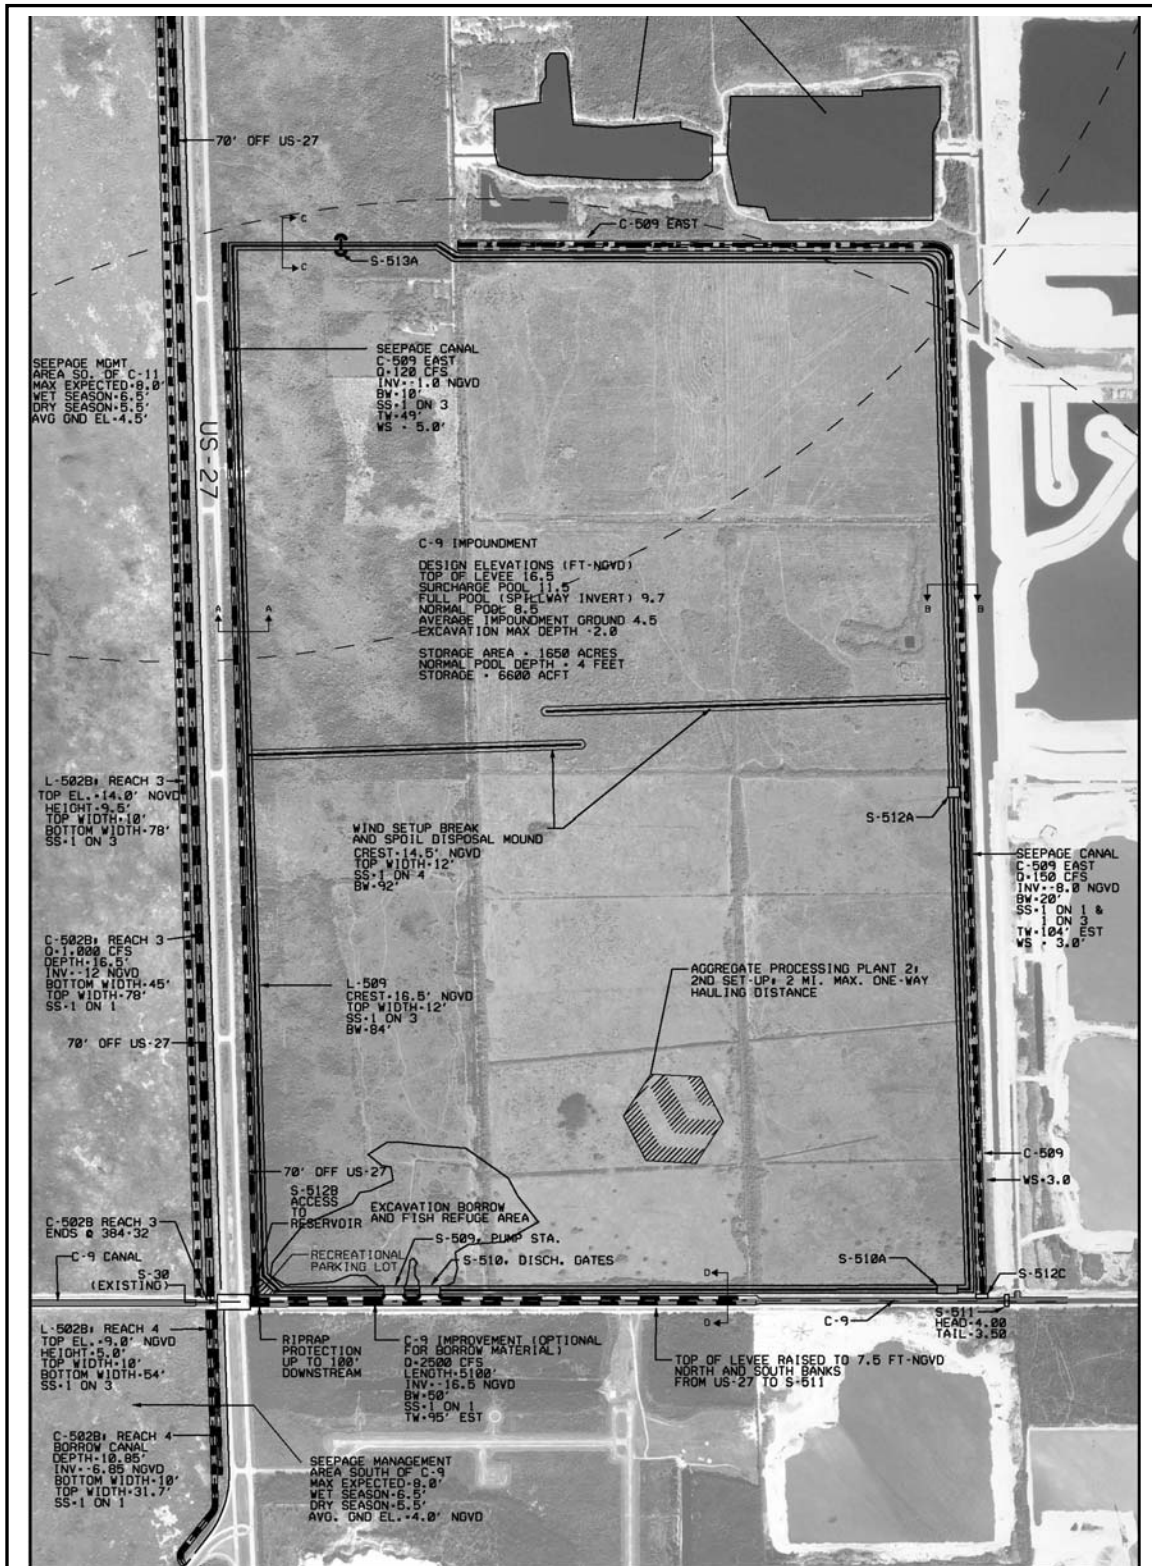 70' OFF US-27
C-509 EAST
C
C
S-513A
SEEPAGE CANAL
C-509 EAST
Q=120 CFS
INV=-1.0 NGVD
BW=10'
SS=1 ON 3
TW=49'
WS = 5.0'
SEEPAGE MGMT
AREA SO. OF C-11
MAX EXPECTED=8.0'
WET SEASON=6.5'
DRY SEASON=5.5'
AVG GND EL=4.5'
US-27
C-9 IMPOUNDMENT
DESIGN ELEVATIONS (FT-NGVD)
TOP OF LEVEE 16.5
SURCHARGE POOL 11.5
FULL POOL (SPILLWAY INVERT) 9.7
NORMAL POOL 8.5
AVERAGE IMPOUNDMENT GROUND 4.5
EXCAVATION MAX DEPTH -2.0
STORAGE AREA = 1650 ACRES
NORMAL POOL DEPTH = 4 FEET
STORAGE = 6600 ACFT
A
A
B
B
L-502B: REACH 3
TOP EL.=14.0' NGVD
HEIGHT=9.5'
TOP WIDTH=10'
BOTTOM WIDTH=78'
SS=1 ON 3
S-512A
WIND SETUP BREAK
AND SPOIL DISPOSAL MOUND
CREST=14.5' NGVD
TOP WIDTH=12'
SS=1 ON 4
BW=92'
SEEPAGE CANAL
C-509 EAST
Q=150 CFS
INV=-8.0 NGVD
BW=20'
SS=1 ON 1 &
1 ON 3
TW=104' EST
WS = 3.0'
C-502B: REACH 3
Q=1,000 CFS
DEPTH=16.5'
INV=-12 NGVD
BOTTOM WIDTH=45'
TOP WIDTH=78'
SS=1 ON 1
L-509
CREST=16.5' NGVD
TOP WIDTH=12'
SS=1 ON 3
BW=84'
AGGREGATE PROCESSING PLANT 2:
2ND SET-UP: 2 MI. MAX. ONE-WAY
HAULING DISTANCE
70' OFF US-27
C-509
WS=3.0
70' OFF US-27
S-512B
ACCESS
TO
RESERVOIR
EXCAVATION BORROW
AND FISH REFUGE AREA
C-502B REACH 3
ENDS @ 384+32
S-509, PUMP STA.
RECREATIONAL
PARKING LOT
S-510, DISCH. GATES
C-9 CANAL
S-30
(EXISTING)
S-510A
S-512C
D
D
C-9
S-511
HEAD=4.00
TAIL=3.50
L-502B: REACH 4
TOP EL.=9.0' NGVD
HEIGHT=5.0'
TOP WIDTH=10'
BOTTOM WIDTH=54'
SS=1 ON 3
RIPRAP
PROTECTION
UP TO 100'
DOWNSTREAM
C-9 IMPROVEMENT (OPTIONAL
FOR BORROW MATERIAL)
Q=2500 CFS
LENGTH=5100'
INV=-16.5 NGVD
BW=50'
SS=1 ON 1
TW=95' EST
TOP OF LEVEE RAISED TO 7.5 FT-NGVD
NORTH AND SOUTH BANKS
FROM US-27 TO S-511
C-502B: REACH 4
BORROW CANAL
DEPTH=10.85'
INV=-6.85 NGVD
BOTTOM WIDTH=10'
TOP WIDTH=31.7'
SS=1 ON 1
SEEPAGE MANAGEMENT
AREA SOUTH OF C-9
MAX EXPECTED=8.0'
WET SEASON=6.5'
DRY SEASON=5.5'
AVG. GND EL.=4.0' NGVD